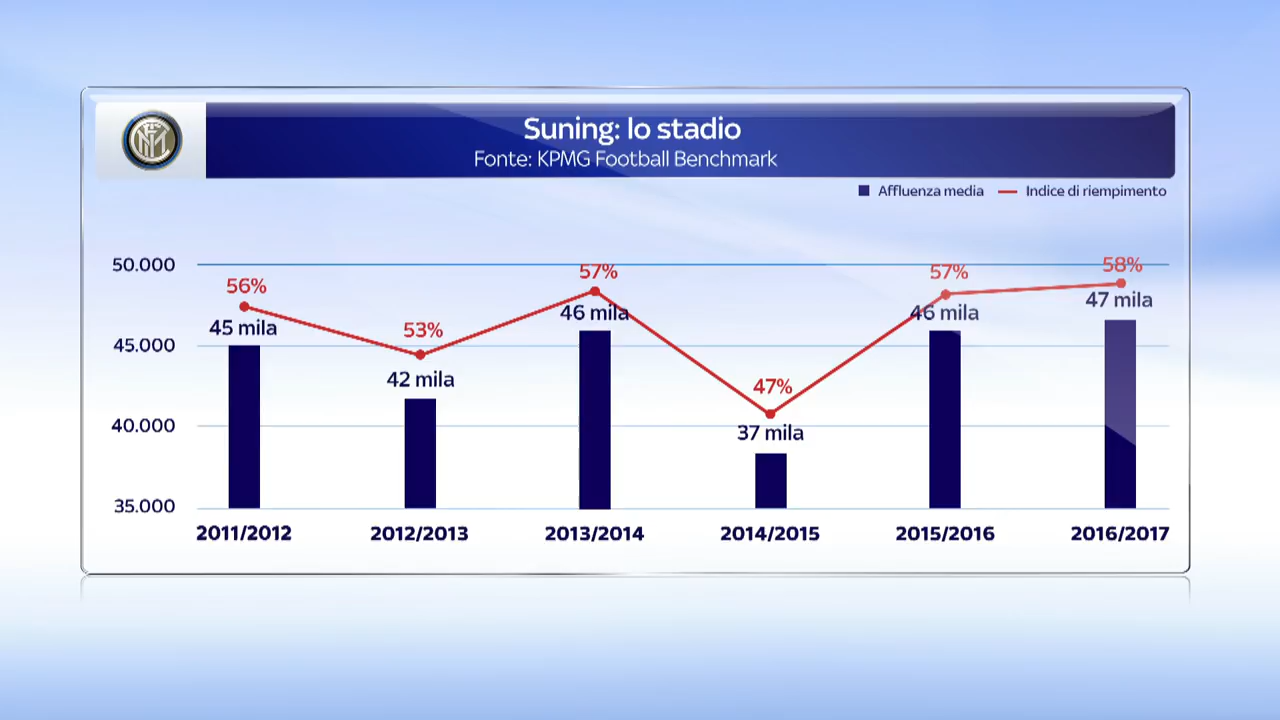 Suning: lo stadio
Fonte: KPMG Football Benchmark
Affluenza media
Indice di riempimento
50.000
45.000
40.000
35.000
56%
53%
57%
47%
57%
58%
45 mila
42 mila
46 mila
37 mila
46 mila
47 mila
2011/2012
2012/2013
2013/2014
2014/2015
2015/2016
2016/2017